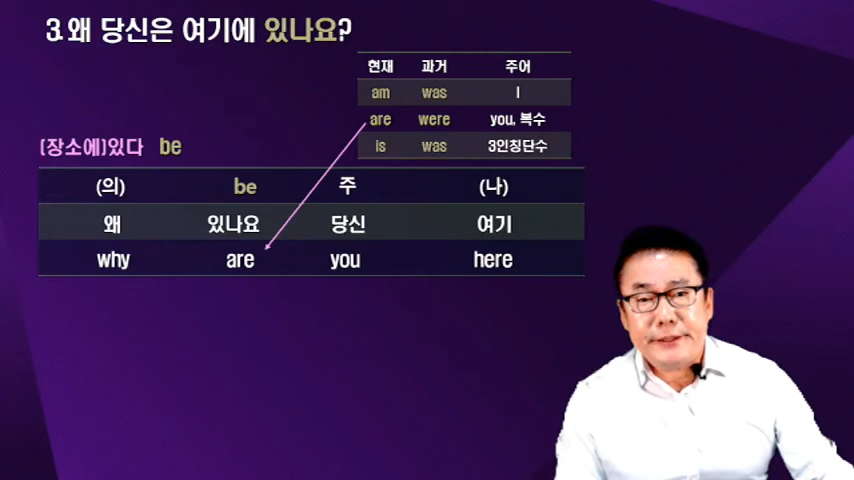 3. 왜 당신은 여기에 있나요?
현재 과거 주어
am was I
are were you, 복수
is was 3인칭단수
(장소에)있다 be
(의) be 주 (나)
왜 있나요 당신 여기
why are you here